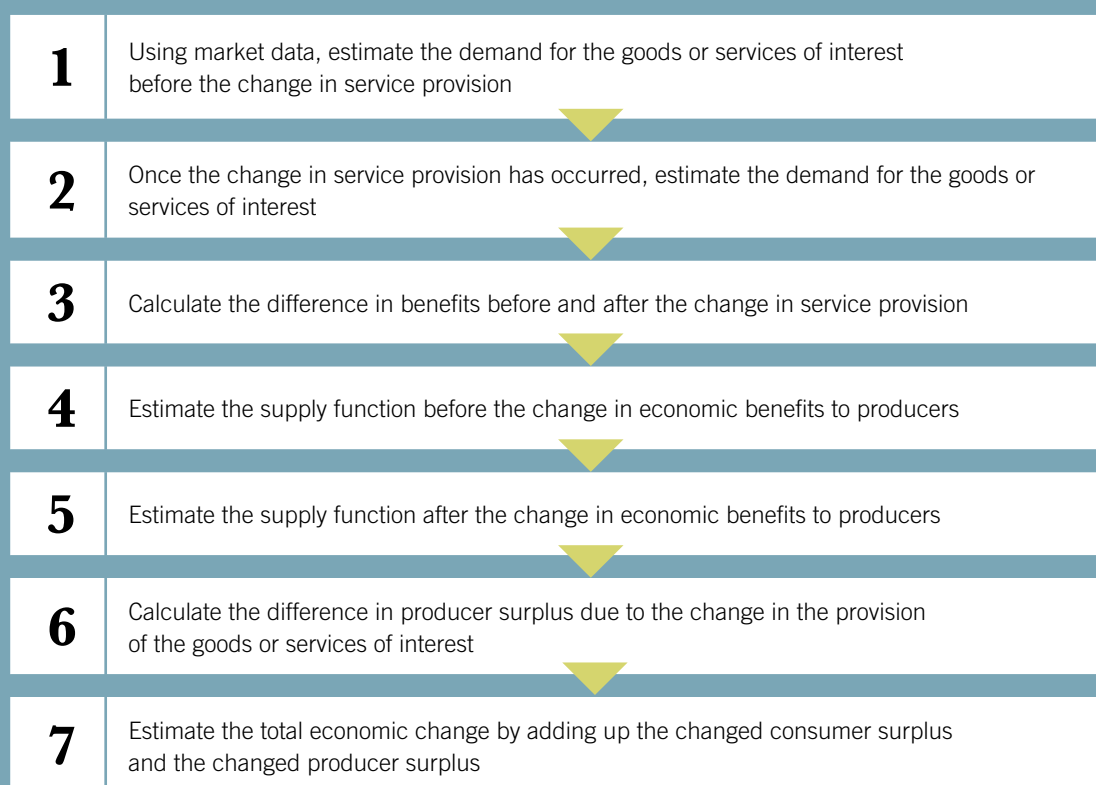 1
Using market data, estimate the demand for the goods or services of interest
before the change in service provision
2
Once the change in service provision has occurred, estimate the demand for the goods or
services of interest
3
Calculate the difference in benefits before and after the change in service provision
4
Estimate the supply function before the change in economic benefits to producers
5
Estimate the supply function after the change in economic benefits to producers
6
Calculate the difference in producer surplus due to the change in the provision
of the goods or services of interest
7
Estimate the total economic change by adding up the changed consumer surplus
and the changed producer surplus